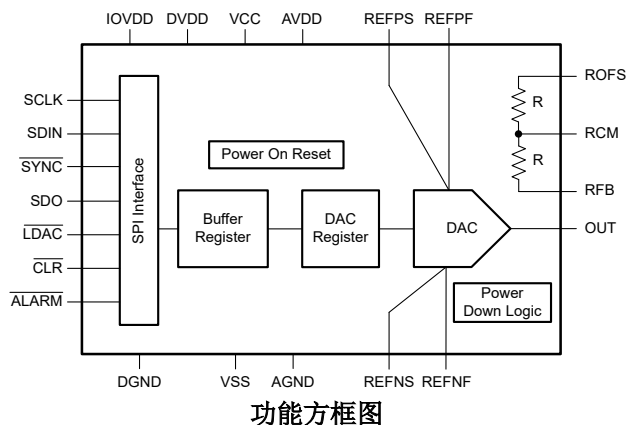 IOVDD DVDD VCC AVDD REFPS REFPF
ROFS
SCLK
R
SDIN
RCM
Power On Reset
SYNC
R
SDO
RFB
SPI Interface
Buffer
Register
DAC
Register
DAC
OUT
LDAC
CLR
ALARM
Power
Down Logic
DGND VSS AGND REFNS REFNF
功能方框图